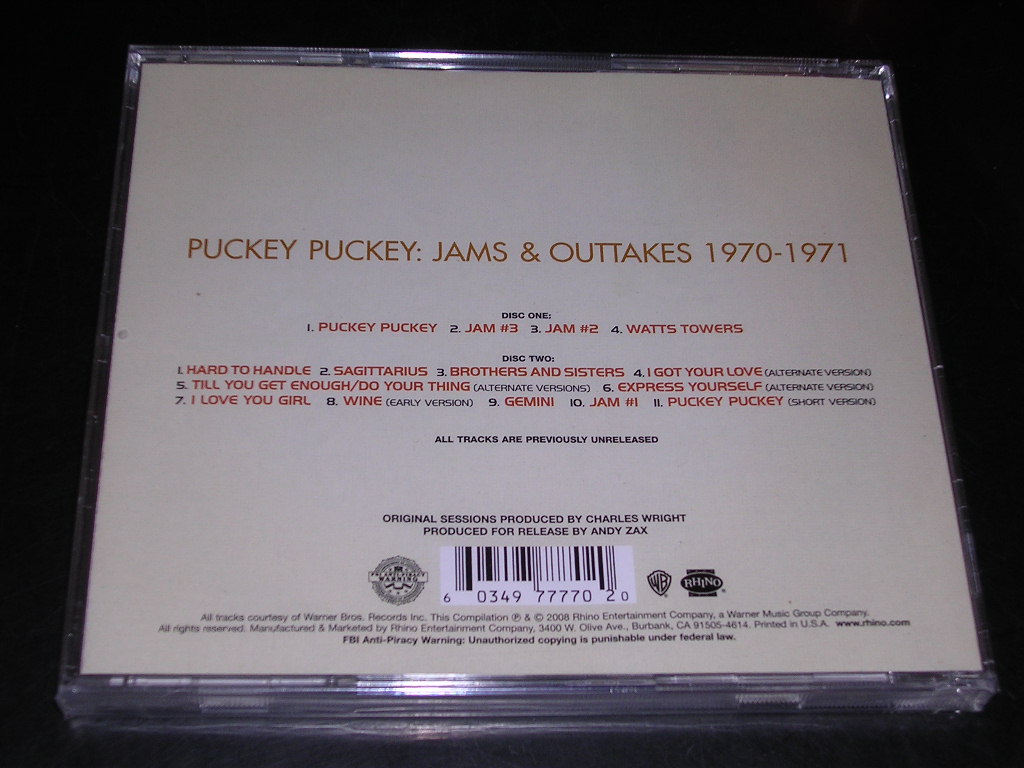 PUCKEY PUCKEY: JAMS & OUTTAKES 1970-1971
DISC ONE:
1. PUCKEY PUCKEY 2. JAM #3 3. JAM #2 4. WATTS TOWERS
DISC TWO:
1. HARD TO HANDLE 2. SAGITTARIUS 3. BROTHERS AND SISTERS 4. I GOT YOUR LOVE (ALTERNATE VERSION)
5. TILL YOU GET ENOUGH/DO YOUR THING (ALTERNATE VERSIONS) 6. EXPRESS YOURSELF (ALTERNATE VERSION)
7. I LOVE YOU GIRL 8. WINE (EARLY VERSION) 9. GEMINI 10. JAM #1 11. PUCKEY PUCKEY (SHORT VERSION)
ALL TRACKS ARE PREVIOUSLY UNRELEASED
ORIGINAL SESSIONS PRODUCED BY CHARLES WRIGHT
PRODUCED FOR RELEASE BY ANDY ZAX
FBI ANTI-PIRACY
WARNING
6 0349 77770 2 0
WB
RHINO
All tracks courtesy of Warner Bros. Records Inc. This Compilation ℗ & © 2008 Rhino Entertainment Company, a Warner Music Group Company.
All rights reserved. Manufactured & Marketed by Rhino Entertainment Company, 3400 W. Olive Ave., Burbank, CA 91505-4614. Printed in U.S.A. www.rhino.com
FBI Anti-Piracy Warning: Unauthorized copying is punishable under federal law.